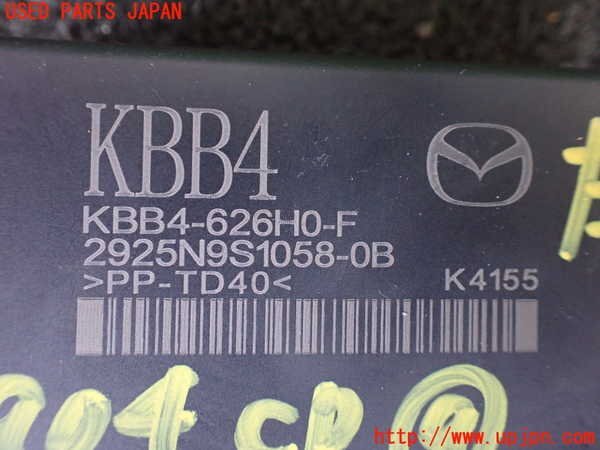 USED PARTS JAPAN
KBB4
KBB4-626H0-F
2925N9S1058-0B
>PP-TD40<
K4155
http://www.upjpn.com